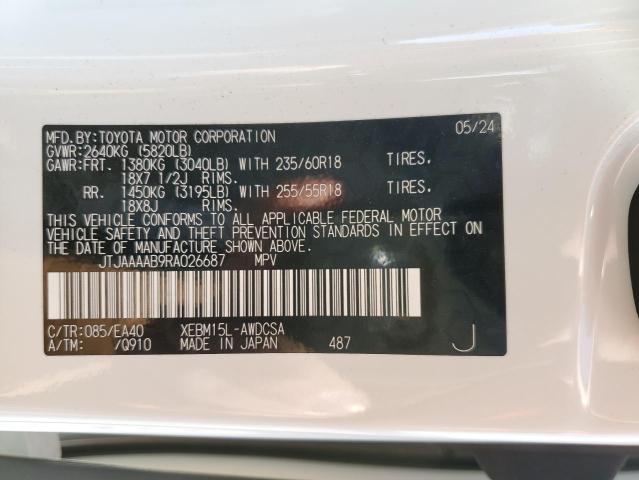 MFD.BY:TOYOTA MOTOR CORPORATION 05/24
GVWR:2640KG (5820LB)
GAWR:FRT. 1380KG (3040LB) WITH 235/60R18 TIRES.
18X7 1/2J RIMS.
RR. 1450KG (3195LB) WITH 255/55R18 TIRES.
18X8J RIMS.
THIS VEHICLE CONFORMS TO ALL APPLICABLE FEDERAL MOTOR
VEHICLE SAFETY AND THEFT PREVENTION STANDARDS IN EFFECT ON
THE DATE OF MANUFACTURE SHOWN ABOVE.
JTJAAAAB9RA026687 MPV
C/TR:085/EA40 XEBM15L-AWDCSA
A/TM: /Q910 MADE IN JAPAN 487 J